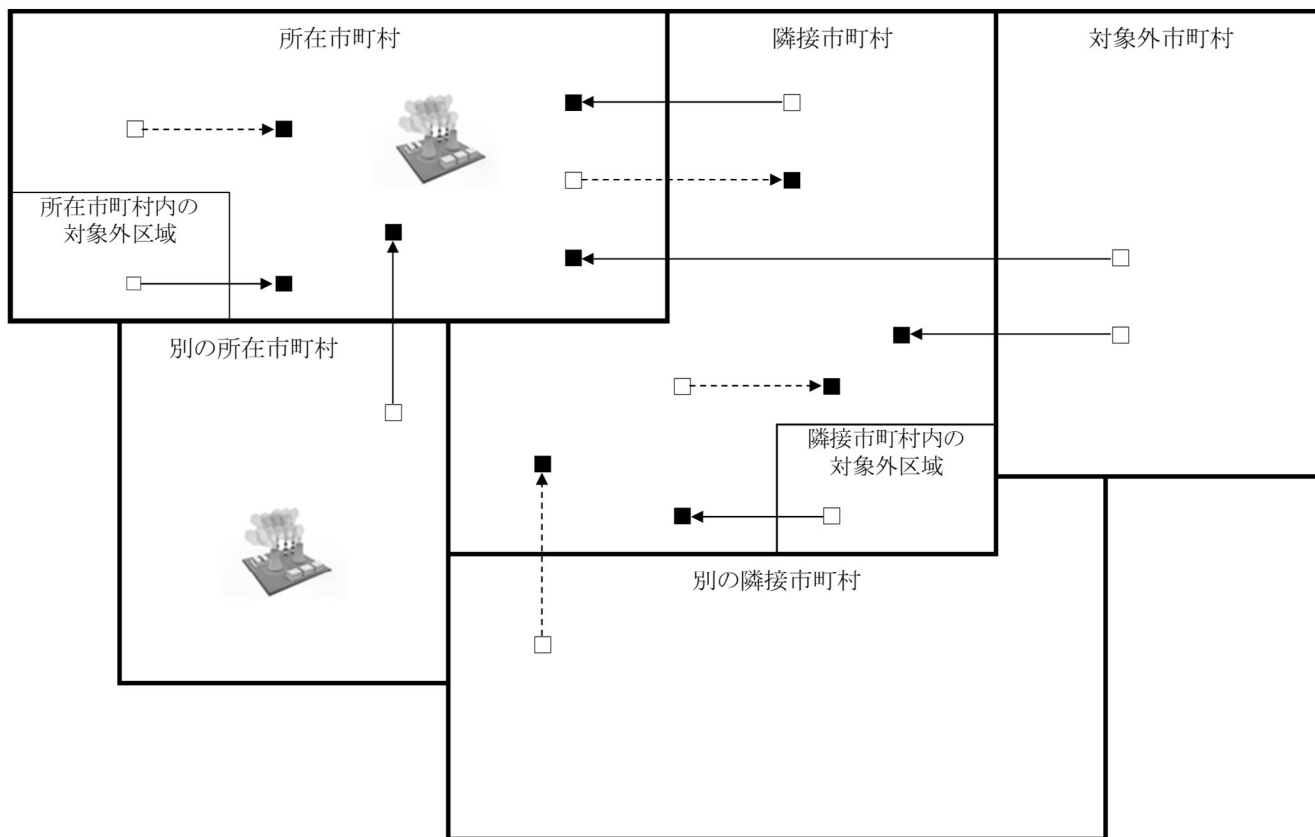 所在市町村
隣接市町村
対象外市町村
所在市町村内の
対象外区域
別の所在市町村
隣接市町村内の
対象外区域
別の隣接市町村